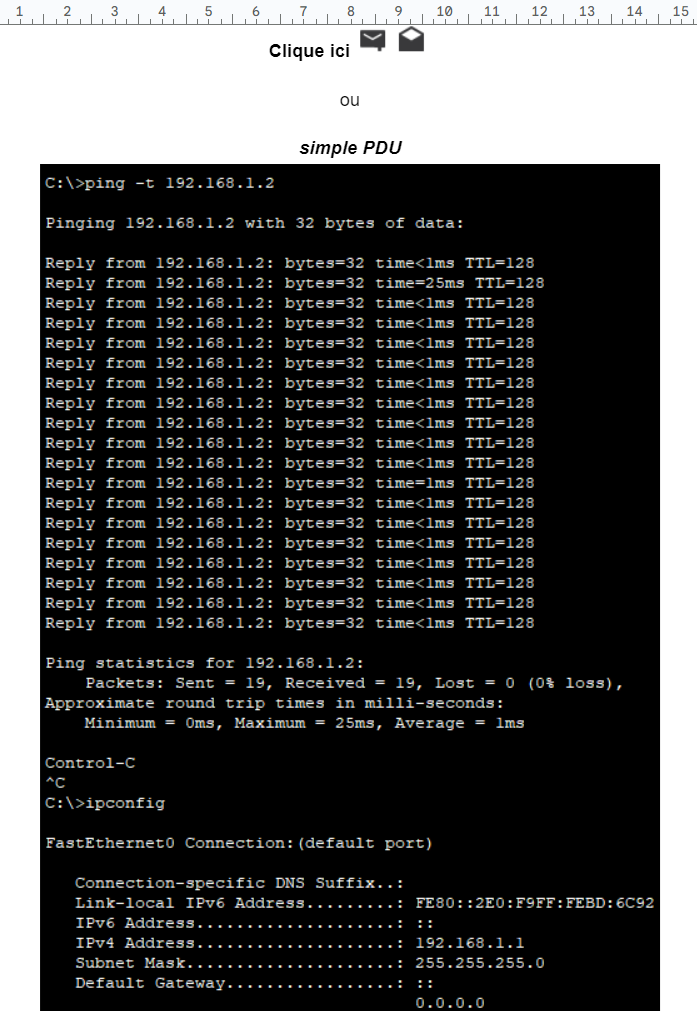 1 2 3 4 5 6 7 8 9 10 11 12 13 14 15
Clique ici
ou
simple PDU
C:\>ping -t 192.168.1.2
Pinging 192.168.1.2 with 32 bytes of data:
Reply from 192.168.1.2: bytes=32 time<1ms TTL=128
Reply from 192.168.1.2: bytes=32 time=25ms TTL=128
Reply from 192.168.1.2: bytes=32 time<1ms TTL=128
Reply from 192.168.1.2: bytes=32 time<1ms TTL=128
Reply from 192.168.1.2: bytes=32 time<1ms TTL=128
Reply from 192.168.1.2: bytes=32 time<1ms TTL=128
Reply from 192.168.1.2: bytes=32 time<1ms TTL=128
Reply from 192.168.1.2: bytes=32 time<1ms TTL=128
Reply from 192.168.1.2: bytes=32 time<1ms TTL=128
Reply from 192.168.1.2: bytes=32 time<1ms TTL=128
Reply from 192.168.1.2: bytes=32 time<1ms TTL=128
Reply from 192.168.1.2: bytes=32 time=1ms TTL=128
Reply from 192.168.1.2: bytes=32 time<1ms TTL=128
Reply from 192.168.1.2: bytes=32 time<1ms TTL=128
Reply from 192.168.1.2: bytes=32 time<1ms TTL=128
Reply from 192.168.1.2: bytes=32 time<1ms TTL=128
Reply from 192.168.1.2: bytes=32 time<1ms TTL=128
Reply from 192.168.1.2: bytes=32 time<1ms TTL=128
Reply from 192.168.1.2: bytes=32 time<1ms TTL=128
Ping statistics for 192.168.1.2:
Packets: Sent = 19, Received = 19, Lost = 0 (0% loss),
Approximate round trip times in milli-seconds:
Minimum = 0ms, Maximum = 25ms, Average = 1ms
Control-C
^C
C:\>ipconfig
FastEthernet0 Connection:(default port)
Connection-specific DNS Suffix..:
Link-local IPv6 Address.........: FE80::2E0:F9FF:FEBD:6C92
IPv6 Address....................: ::
IPv4 Address....................: 192.168.1.1
Subnet Mask.....................: 255.255.255.0
Default Gateway.................: ::
0.0.0.0